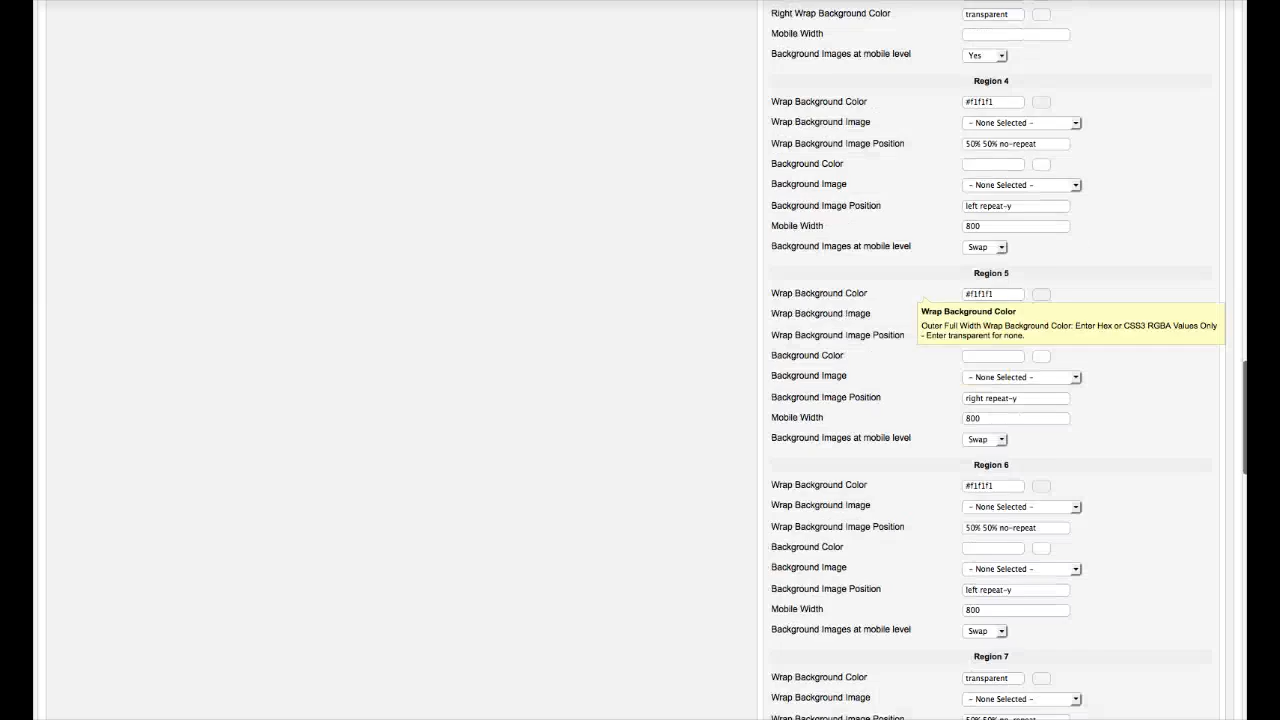 Right Wrap Background Color transparent
Mobile Width
Background Images at mobile level Yes
Region 4
Wrap Background Color #f1f1f1
Wrap Background Image - None Selected -
Wrap Background Image Position 50% 50% no-repeat
Background Color
Background Image - None Selected -
Background Image Position left repeat-y
Mobile Width 800
Background Images at mobile level Swap
Region 5
Wrap Background Color #f1f1f1
Wrap Background Image
Wrap Background Color
Outer Full Width Wrap Background Color: Enter Hex or CSS3 RGBA Values Only
- Enter transparent for none.
Wrap Background Image Position
Background Color
Background Image - None Selected -
Background Image Position right repeat-y
Mobile Width 800
Background Images at mobile level Swap
Region 6
Wrap Background Color #f1f1f1
Wrap Background Image - None Selected -
Wrap Background Image Position 50% 50% no-repeat
Background Color
Background Image - None Selected -
Background Image Position left repeat-y
Mobile Width 800
Background Images at mobile level Swap
Region 7
Wrap Background Color transparent
Wrap Background Image - None Selected -
Wrap Background Image Position 50% 50% no-repeat